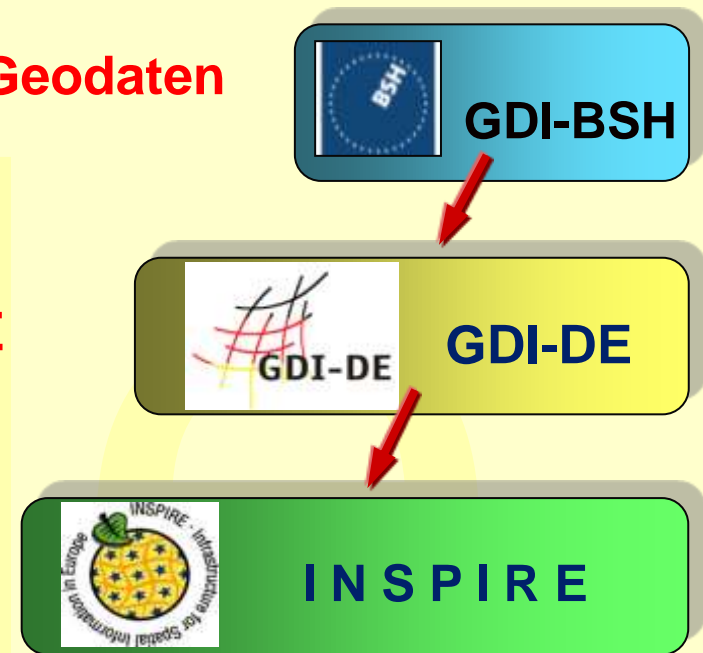 Geodaten
BSH
GDI-BSH
GDI-DE
GDI-DE
INSPIRE - Infrastructure for Spatial Information in Europe
I N S P I R E